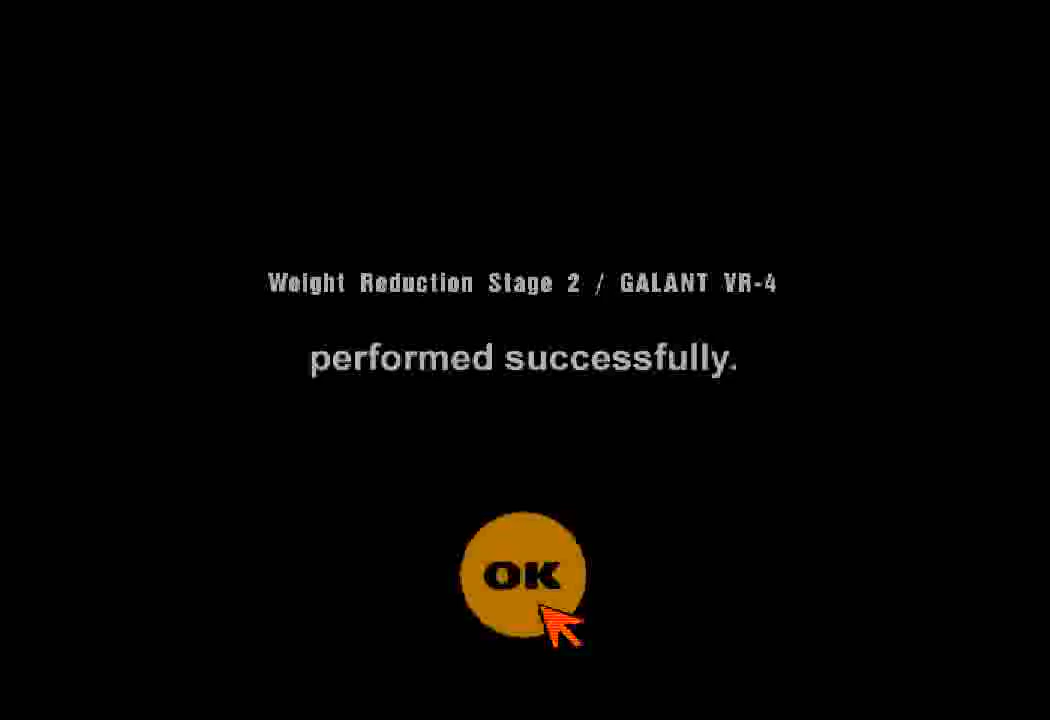 Weight Reduction Stage 2 / GALANT VR-4
performed successfully.
OK